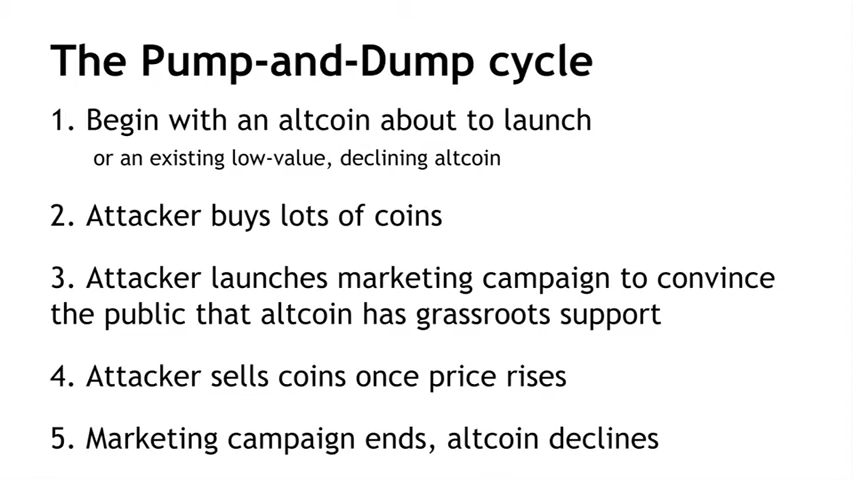 The Pump-and-Dump cycle
1. Begin with an altcoin about to launch
or an existing low-value, declining altcoin
2. Attacker buys lots of coins
3. Attacker launches marketing campaign to convince
the public that altcoin has grassroots support
4. Attacker sells coins once price rises
5. Marketing campaign ends, altcoin declines